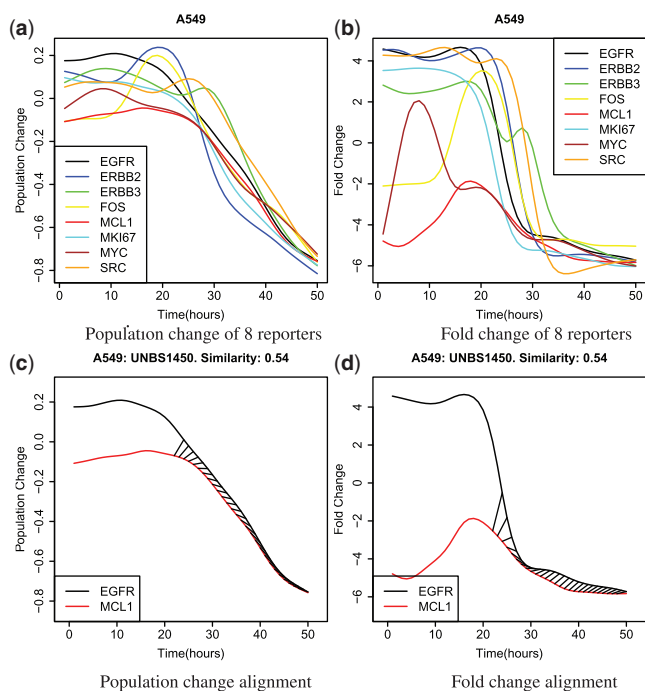 (a)
A549
Population Change
0.2
0.0
−0.2
−0.4
−0.6
−0.8
EGFR
ERBB2
ERBB3
FOS
MCL1
MKI67
MYC
SRC
0 10 20 30 40 50
Time(hours)
Population change of 8 reporters
(b)
A549
Fold Change
4
2
0
−2
−4
−6
EGFR
ERBB2
ERBB3
FOS
MCL1
MKI67
MYC
SRC
0 10 20 30 40 50
Time(hours)
Fold change of 8 reporters
(c)
A549: UNBS1450. Similarity: 0.54
Population Change
0.2
0.0
−0.2
−0.4
−0.6
−0.8
EGFR
MCL1
0 10 20 30 40 50
Time(hours)
Population change alignment
(d)
A549: UNBS1450. Similarity: 0.54
Fold Change
4
2
0
−2
−4
−6
EGFR
MCL1
0 10 20 30 40 50
Time(hours)
Fold change alignment